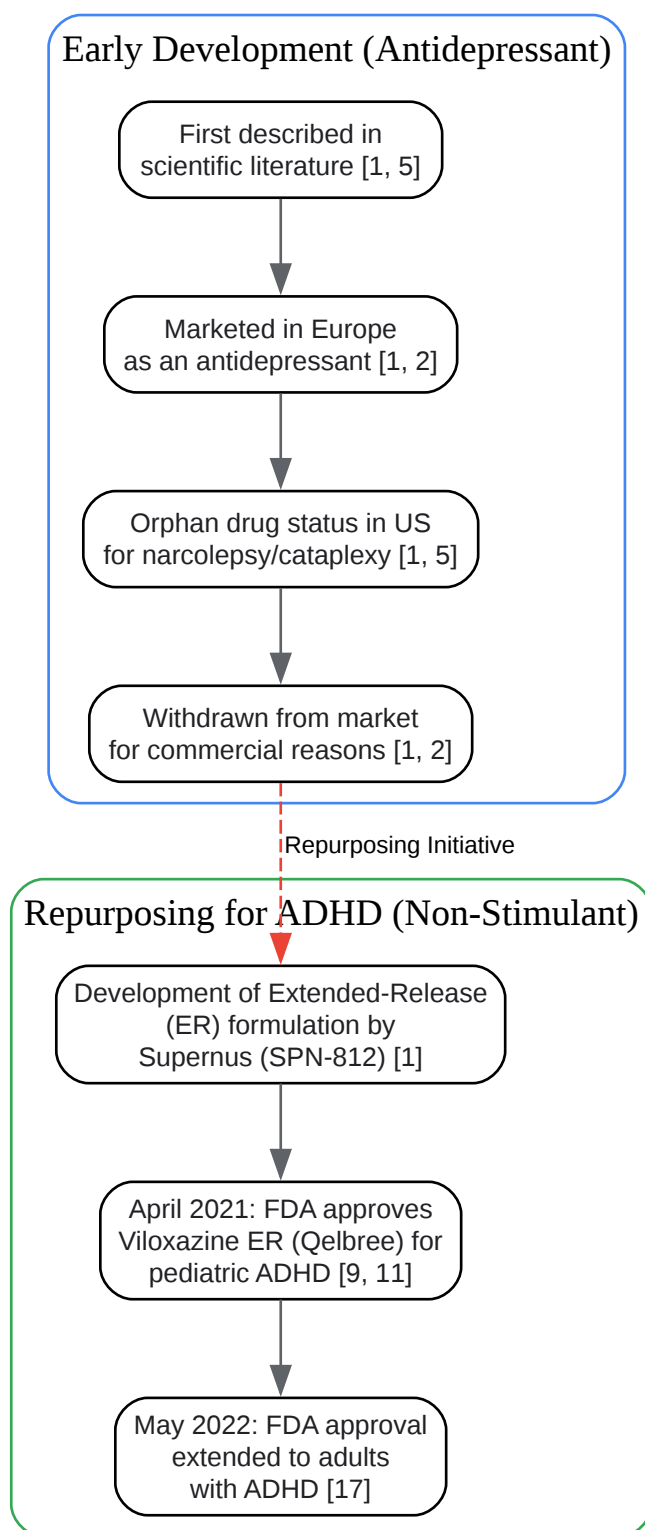 Early Development (Antidepressant)
First described in
scientific literature [1, 5]
Marketed in Europe
as an antidepressant [1, 2]
Orphan drug status in US
for narcolepsy/cataplexy [1, 5]
Withdrawn from market
for commercial reasons [1, 2]
Repurposing Initiative
Repurposing for ADHD (Non-Stimulant)
Development of Extended-Release
(ER) formulation by
Supernus (SPN-812) [1]
April 2021: FDA approves
Viloxazine ER (Qelbree) for
pediatric ADHD [9, 11]
May 2022: FDA approval
extended to adults
with ADHD [17]